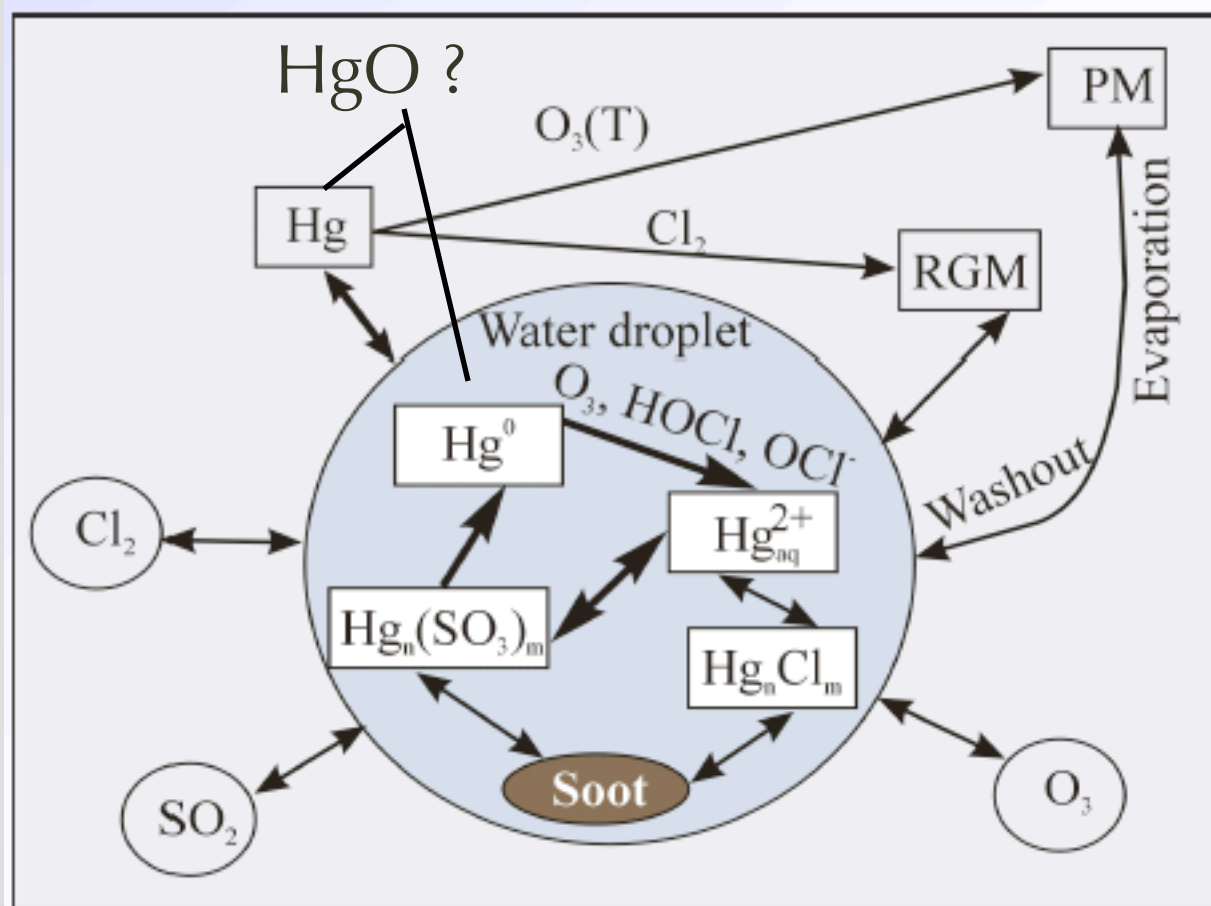 HgO ?
PM
O₃(T)
Hg
Cl₂
RGM
Evaporation
Water droplet
O₃, HOCl, OCl⁻
Hg⁰
Washout
Cl₂
Hg²⁺aq
Hgₙ(SO₃)ₘ
HgₙClₘ
Soot
SO₂
O₃